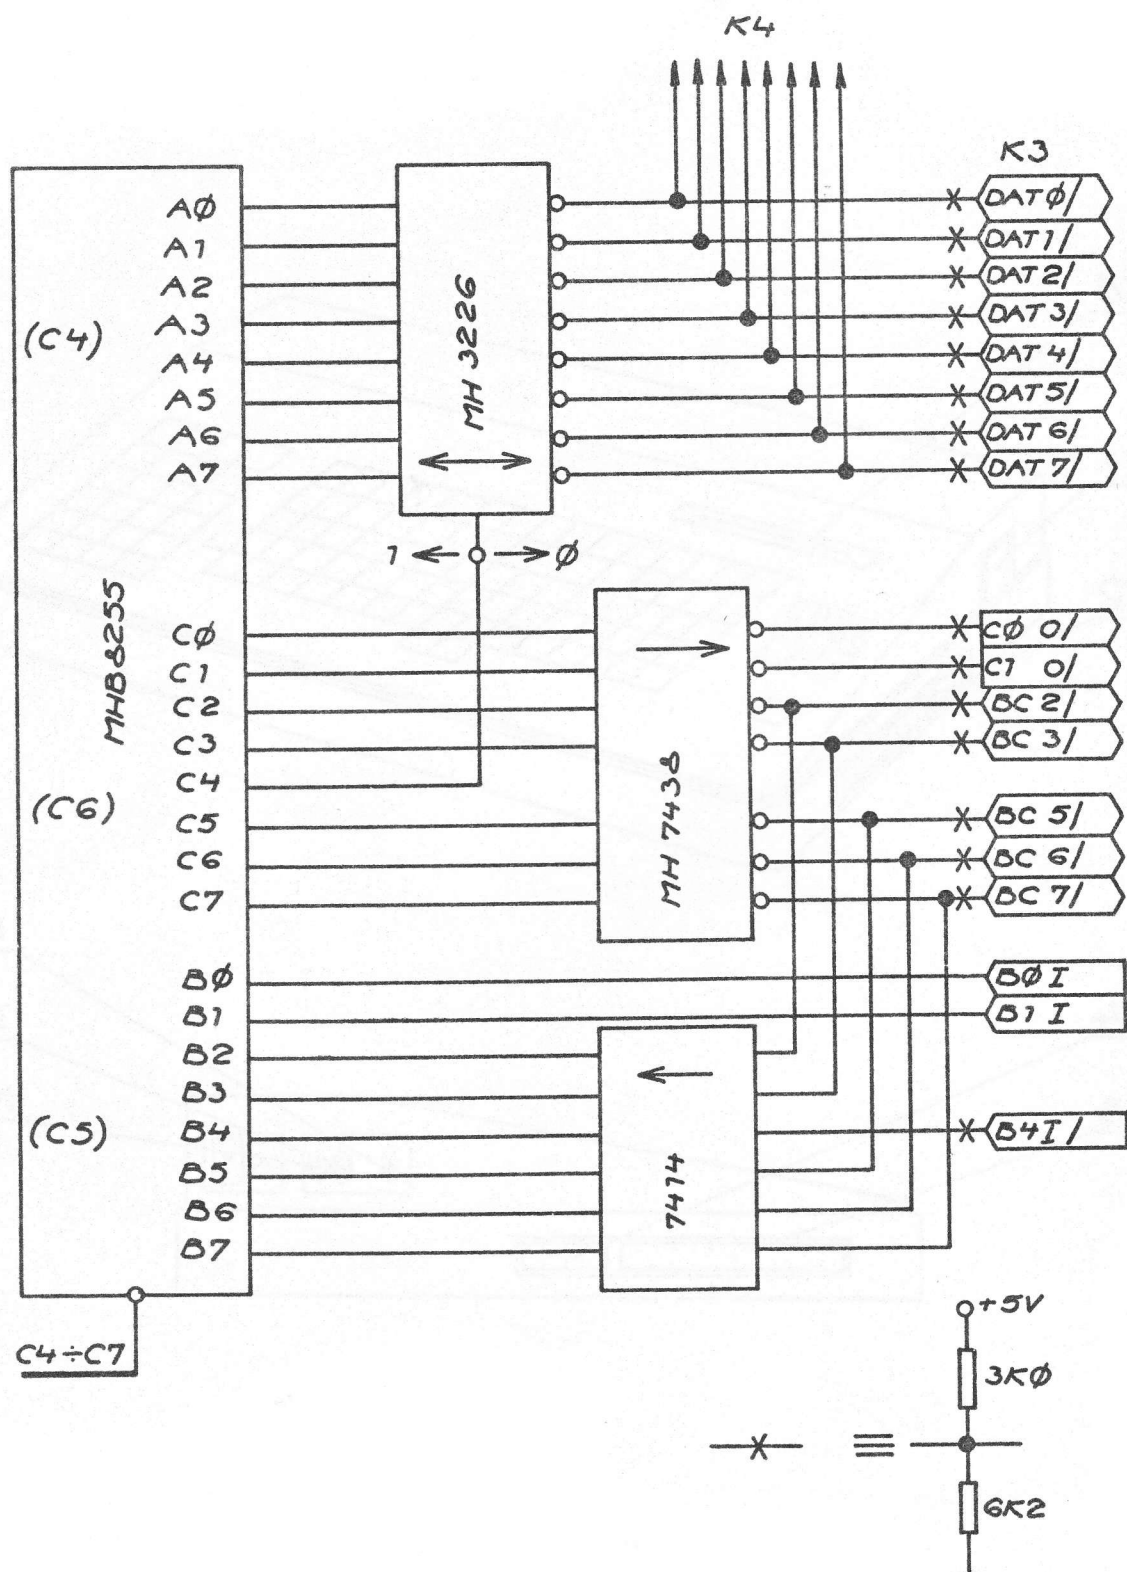 K4
K3
AØ
A1
A2
A3
A4
A5
A6
A7
(C4)
MH 3226
DATØ/
DAT1/
DAT2/
DAT3/
DAT4/
DAT5/
DAT6/
DAT7/
1
Ø
MHB8255
CØ
C1
C2
C3
C4
C5
C6
C7
(C6)
MH 7438
CØ O/
C1 O/
BC 2/
BC 3/
BC 5/
BC 6/
BC 7/
BØ
B1
B2
B3
B4
B5
B6
B7
(C5)
7414
BØ I
B1 I
B4I/
C4÷C7
+5V
3KØ
6K2